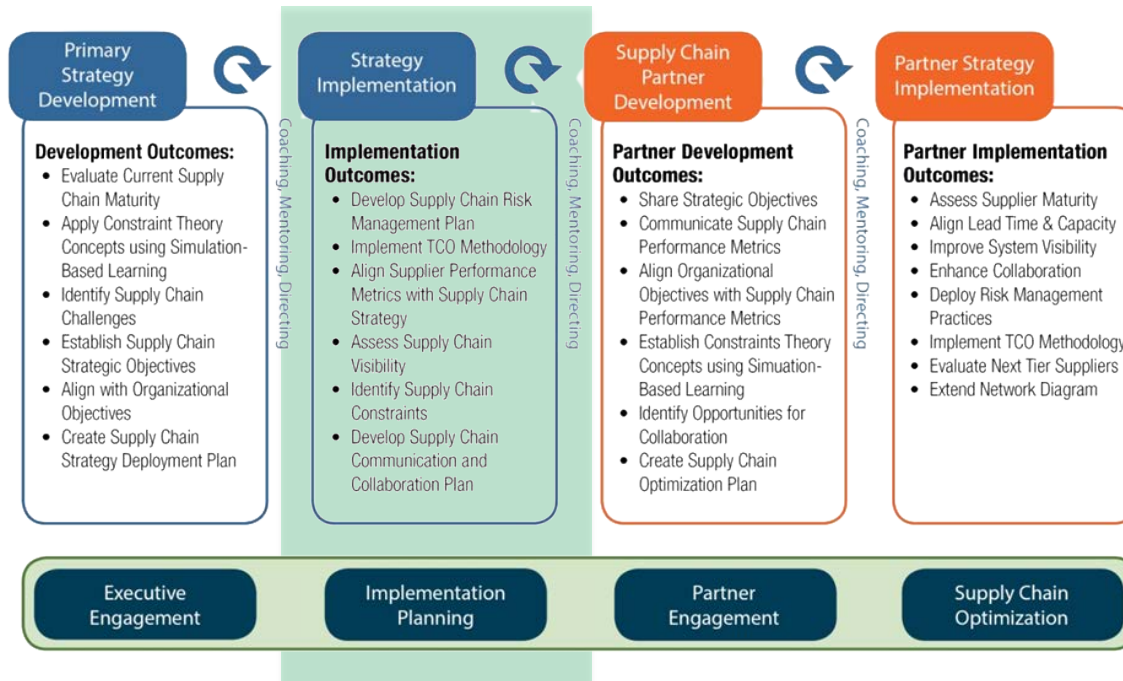 Primary
Strategy
Development
Development Outcomes:
• Evaluate Current Supply
Chain Maturity
• Apply Constraint Theory
Concepts using Simulation-
Based Learning
• Identify Supply Chain
Challenges
• Establish Supply Chain
Strategic Objectives
• Align with Organizational
Objectives
• Create Supply Chain
Strategy Deployment Plan
Coaching, Mentoring, Directing
Strategy
Implementation
Implementation
Outcomes:
• Develop Supply Chain Risk
Management Plan
• Implement TCO Methodology
• Align Supplier Performance
Metrics with Supply Chain
Strategy
• Assess Supply Chain
Visibility
• Identify Supply Chain
Constraints
• Develop Supply Chain
Communication and
Collaboration Plan
Coaching, Mentoring, Directing
Supply Chain
Partner
Development
Partner Development
Outcomes:
• Share Strategic Objectives
• Communicate Supply Chain
Performance Metrics
• Align Organizational
Objectives with Supply Chain
Performance Metrics
• Establish Constraints Theory
Concepts using Simuation-
Based Learning
• Identify Opportunities for
Collaboration
• Create Supply Chain
Optimization Plan
Coaching, Mentoring, Directing
Partner Strategy
Implementation
Partner Implementation
Outcomes:
• Assess Supplier Maturity
• Align Lead Time & Capacity
• Improve System Visibility
• Enhance Collaboration
• Deploy Risk Management
Practices
• Implement TCO Methodology
• Evaluate Next Tier Suppliers
• Extend Network Diagram
Executive
Engagement
Implementation
Planning
Partner
Engagement
Supply Chain
Optimization